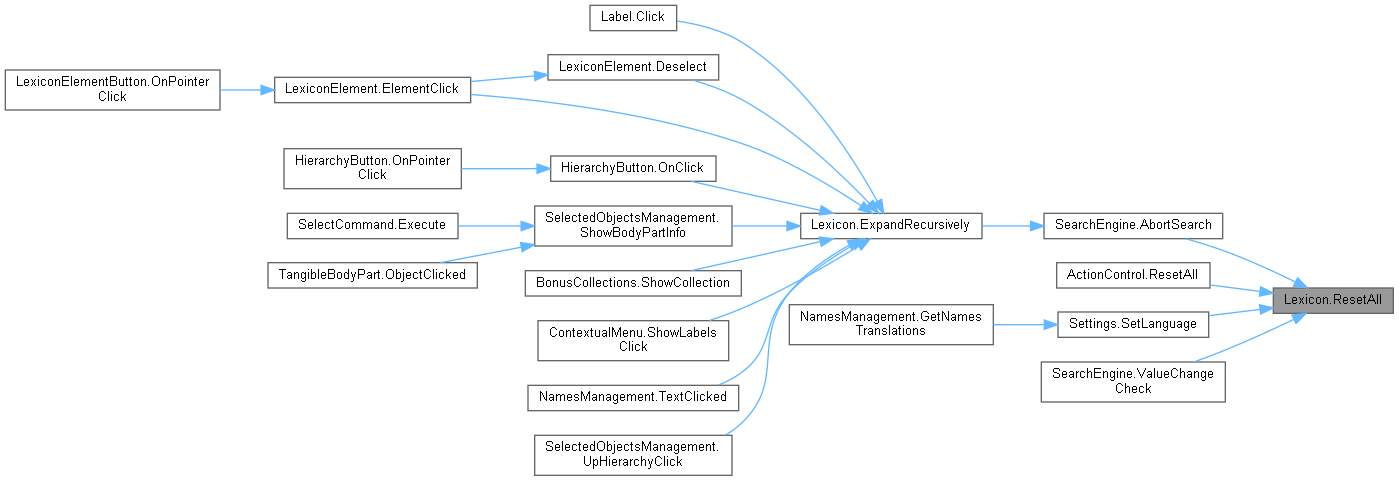 Label.Click
LexiconElement.Deselect
LexiconElementButton.OnPointer
Click
LexiconElement.ElementClick
HierarchyButton.OnPointer
Click
HierarchyButton.OnClick
SelectCommand.Execute
SelectedObjectsManagement.
ShowBodyPartInfo
Lexicon.ExpandRecursively
SearchEngine.AbortSearch
TangibleBodyPart.ObjectClicked
BonusCollections.ShowCollection
ActionControl.ResetAll
Lexicon.ResetAll
ContextualMenu.ShowLabels
Click
NamesManagement.GetNames
Translations
Settings.SetLanguage
NamesManagement.TextClicked
SearchEngine.ValueChange
Check
SelectedObjectsManagement.
UpHierarchyClick